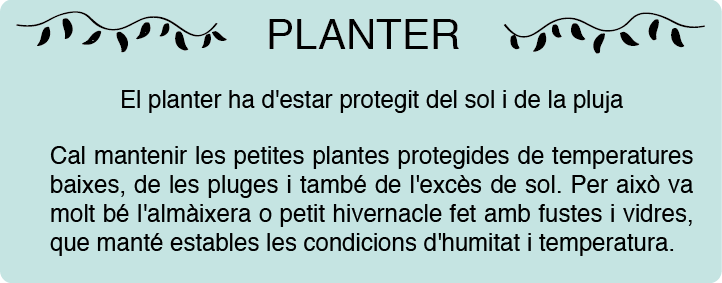 PLANTER
El planter ha d'estar protegit del sol i de la pluja
Cal mantenir les petites plantes protegides de temperatures
baixes, de les pluges i també de l'excès de sol. Per això va
molt bé l'almàixera o petit hivernacle fet amb fustes i vidres,
que manté estables les condicions d'humitat i temperatura.